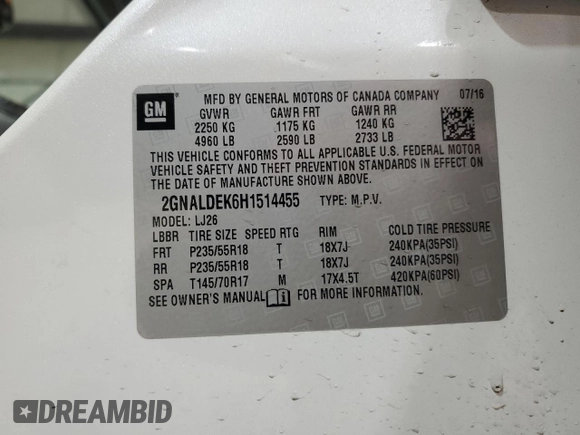 GM
MFD BY GENERAL MOTORS OF CANADA COMPANY 07/16
GVWR GAWR FRT GAWR RR
2250 KG 1175 KG 1240 KG
4960 LB 2590 LB 2733 LB
THIS VEHICLE CONFORMS TO ALL APPLICABLE U.S. FEDERAL MOTOR
VEHICLE SAFETY AND THEFT PREVENTION STANDARDS IN EFFECT ON
THE DATE OF MANUFACTURE SHOWN ABOVE.
2GNALDEK6H1514455 TYPE: M.P.V.
MODEL: LJ26
LBBR TIRE SIZE SPEED RTG RIM COLD TIRE PRESSURE
FRT P235/55R18 T 18X7J 240KPA(35PSI)
RR P235/55R18 T 18X7J 240KPA(35PSI)
SPA T145/70R17 M 17X4.5T 420KPA(60PSI)
SEE OWNER'S MANUAL FOR MORE INFORMATION.
DREAMBID